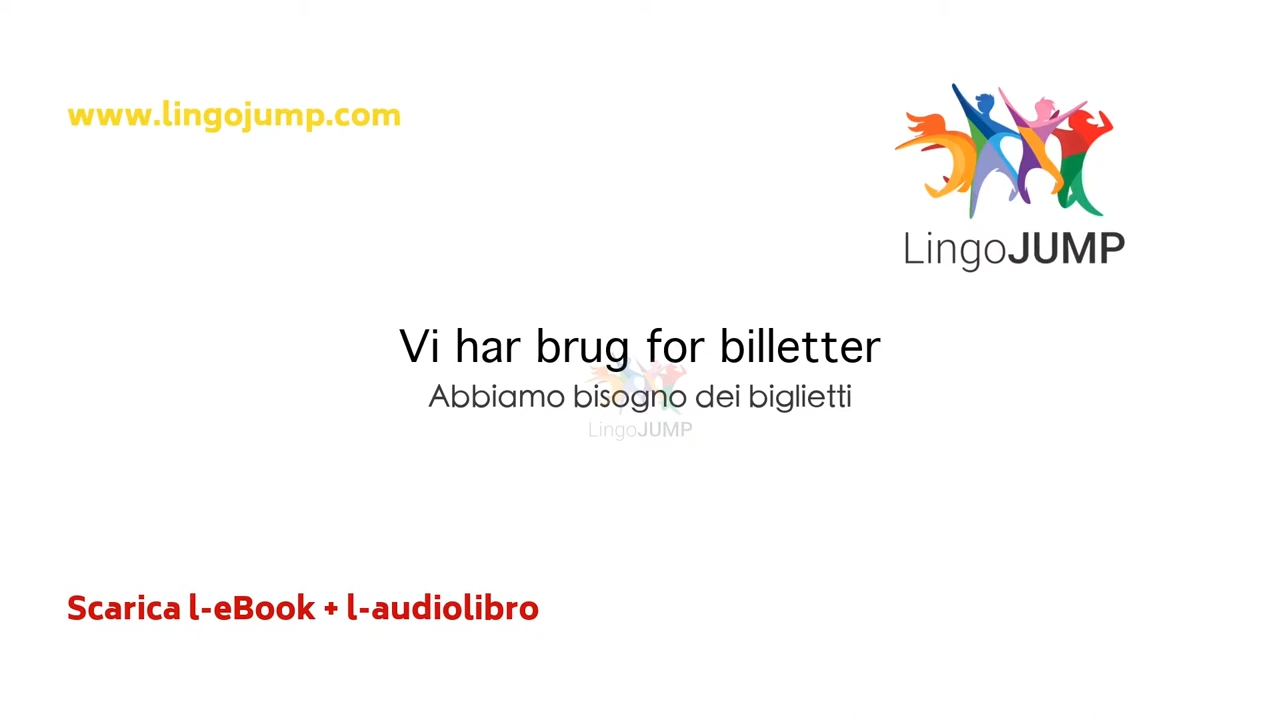 www.lingojump.com
LingoJUMP
Vi har brug for billetter
Abbiamo bisogno dei biglietti
LingoJUMP
Scarica l-eBook + l-audiolibro